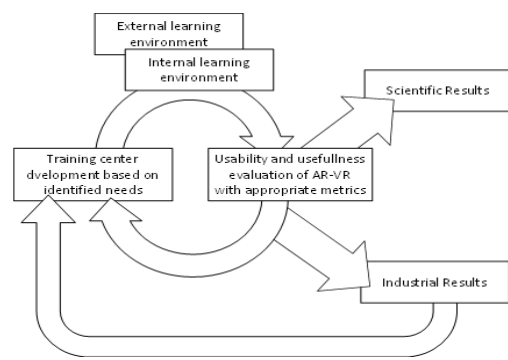 External learning
environment
Internal learning
environment
Scientific Results
Training center
dvelopment based on
identified needs
Usability and usefullness
evaluation of AR-VR
with appropriate metrics
Industrial Results